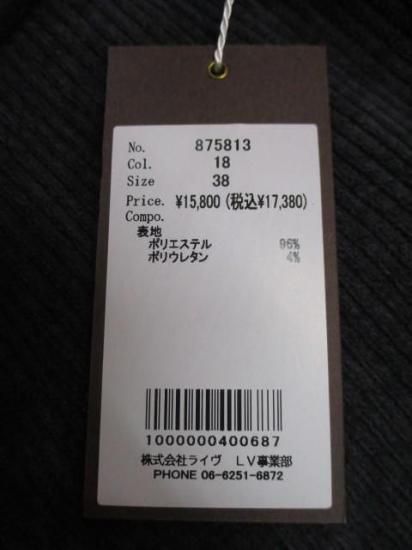 No. 875813
Col. 18
Size 38
Price. ¥15,800(税込¥17,380)
Compo.
表地
ポリエステル 96%
ポリウレタン 4%
1000000400687
株式会社ライヴ LV事業部
PHONE 06-6251-6872